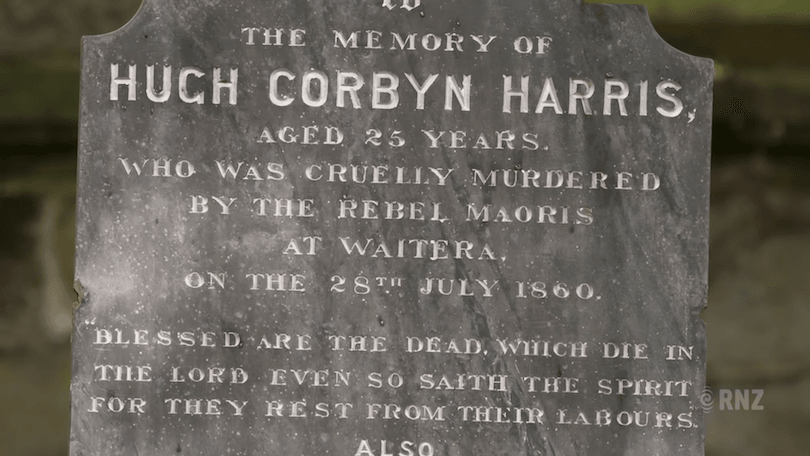 TO
THE MEMORY OF
HUGH CORBYN HARRIS,
AGED 25 YEARS.
WHO WAS CRUELLY MURDERED
BY THE REBEL MAORIS
AT WAITERA,
ON THE 28TH JULY 1860.
"BLESSED ARE THE DEAD, WHICH DIE IN
THE LORD EVEN SO SAITH THE SPIRIT
FOR THEY REST FROM THEIR LABOURS.
©RNZ
ALSO